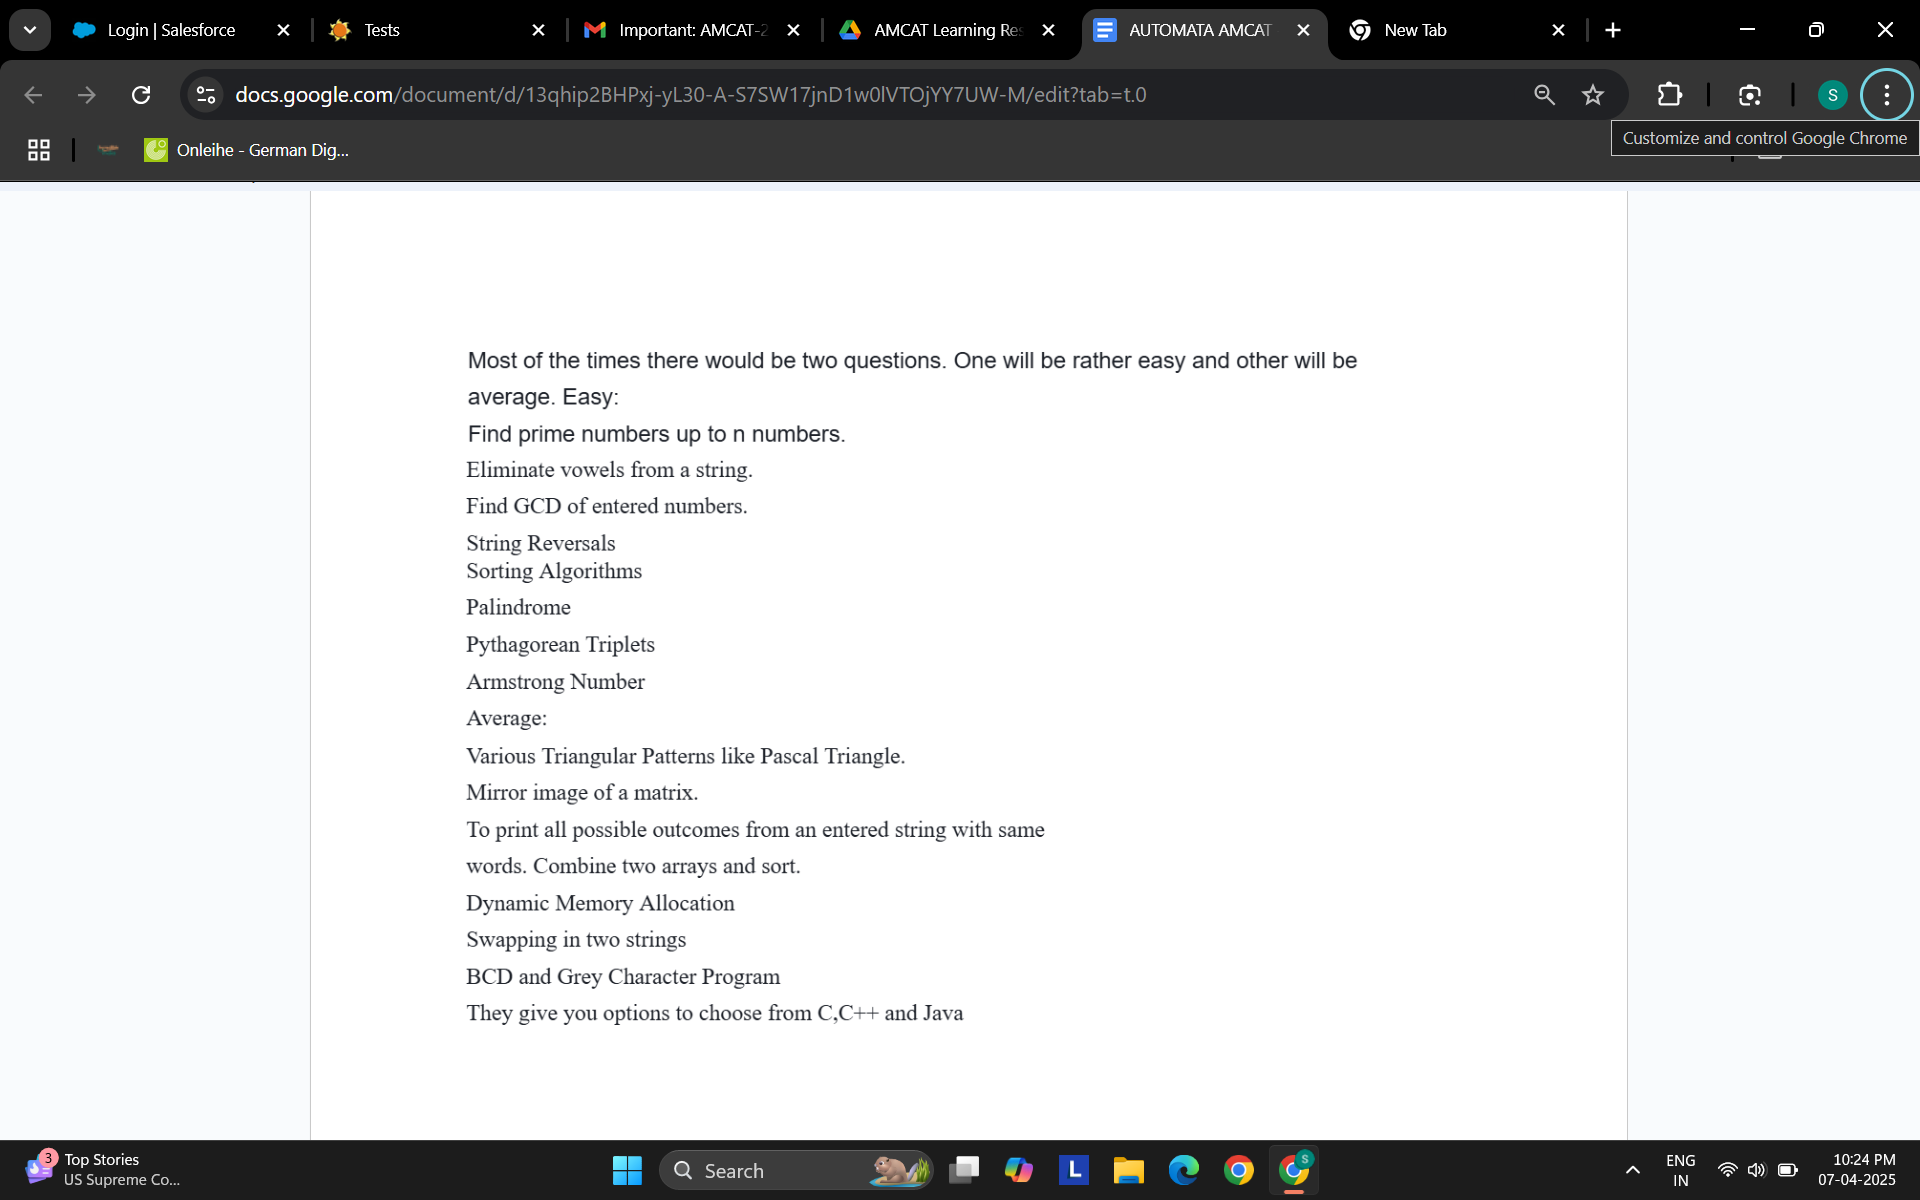 Login | Salesforce
Tests
Important: AMCAT-2
AMCAT Learning Res
AUTOMATA AMCAT
New Tab
docs.google.com/document/d/13qhip2BHPxj-yL30-A-S7SW17jnD1w0lVTOjYY7UW-M/edit?tab=t.0
S
Customize and control Google Chrome
Onleihe - German Dig...
Most of the times there would be two questions. One will be rather easy and other will be
average. Easy:
Find prime numbers up to n numbers.
Eliminate vowels from a string.
Find GCD of entered numbers.
String Reversals
Sorting Algorithms
Palindrome
Pythagorean Triplets
Armstrong Number
Average:
Various Triangular Patterns like Pascal Triangle.
Mirror image of a matrix.
To print all possible outcomes from an entered string with same
words. Combine two arrays and sort.
Dynamic Memory Allocation
Swapping in two strings
BCD and Grey Character Program
They give you options to choose from C,C++ and Java
3
Top Stories
US Supreme Co...
Search
L
S
ENG
IN
10:24 PM
07-04-2025